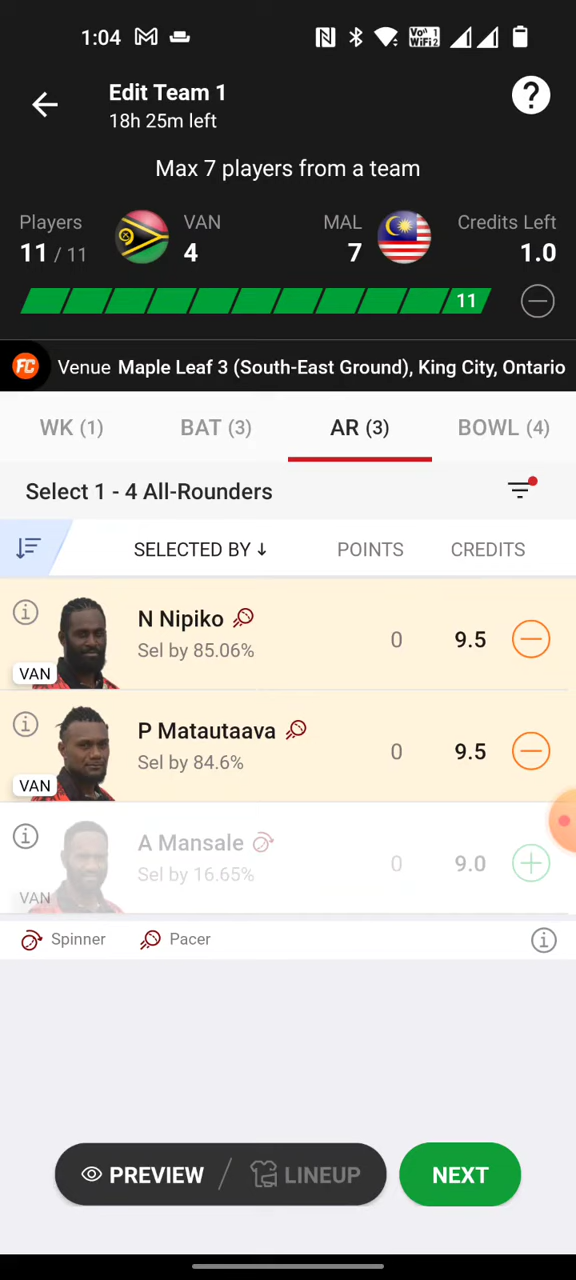 1:04
Vo 1
WiFi2
Edit Team 1
18h 25m left
?
Max 7 players from a team
Players
11 / 11
VAN
4
MAL
7
Credits Left
1.0
11
FC Venue Maple Leaf 3 (South-East Ground), King City, Ontario
WK (1) BAT (3) AR (3) BOWL (4)
Select 1 - 4 All-Rounders
SELECTED BY ↓ POINTS CREDITS
N Nipiko
Sel by 85.06%
0 9.5
VAN
P Matautaava
Sel by 84.6%
0 9.5
VAN
A Mansale
Sel by 16.65%
0 9.0
VAN
Spinner Pacer
PREVIEW / LINEUP NEXT